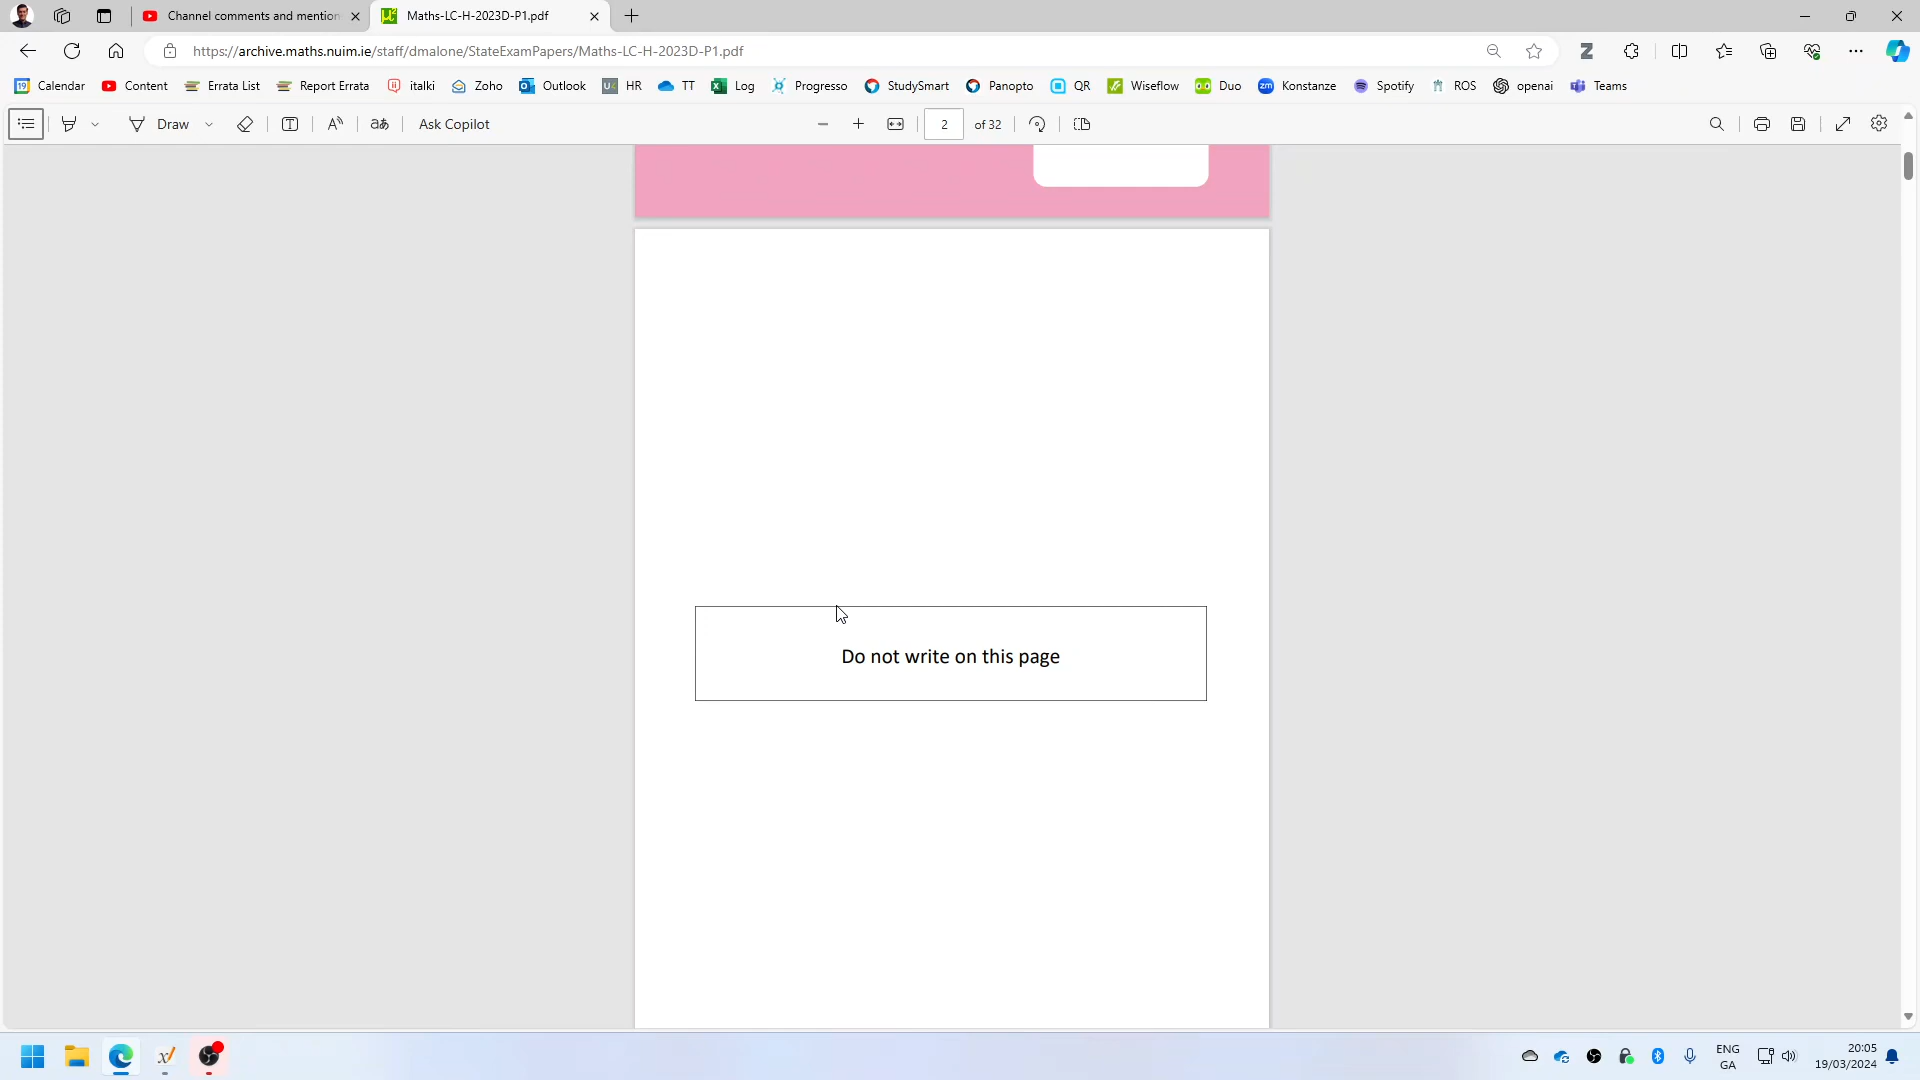 Channel comments and mention
Maths-LC-H-2023D-P1.pdf
https://archive.maths.nuim.ie/staff/dmalone/StateExamPapers/Maths-LC-H-2023D-P1.pdf
Calendar Content Errata List Report Errata italki Zoho Outlook HR TT Log Progresso StudySmart Panopto QR Wiseflow Duo Konstanze Spotify ROS openai Teams
Draw Ask Copilot 2 of 32
Do not write on this page
ENG 20:05
GA 19/03/2024